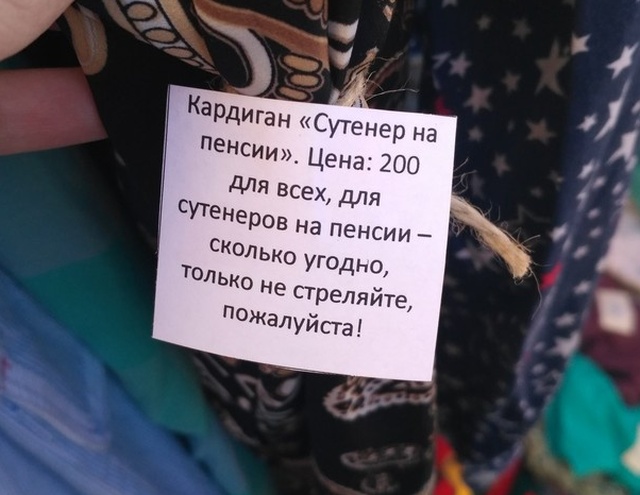 Кардиган «Сутенер на
пенсии». Цена: 200
для всех, для
сутенеров на пенсии –
сколько угодно,
только не стреляйте,
пожалуйста!